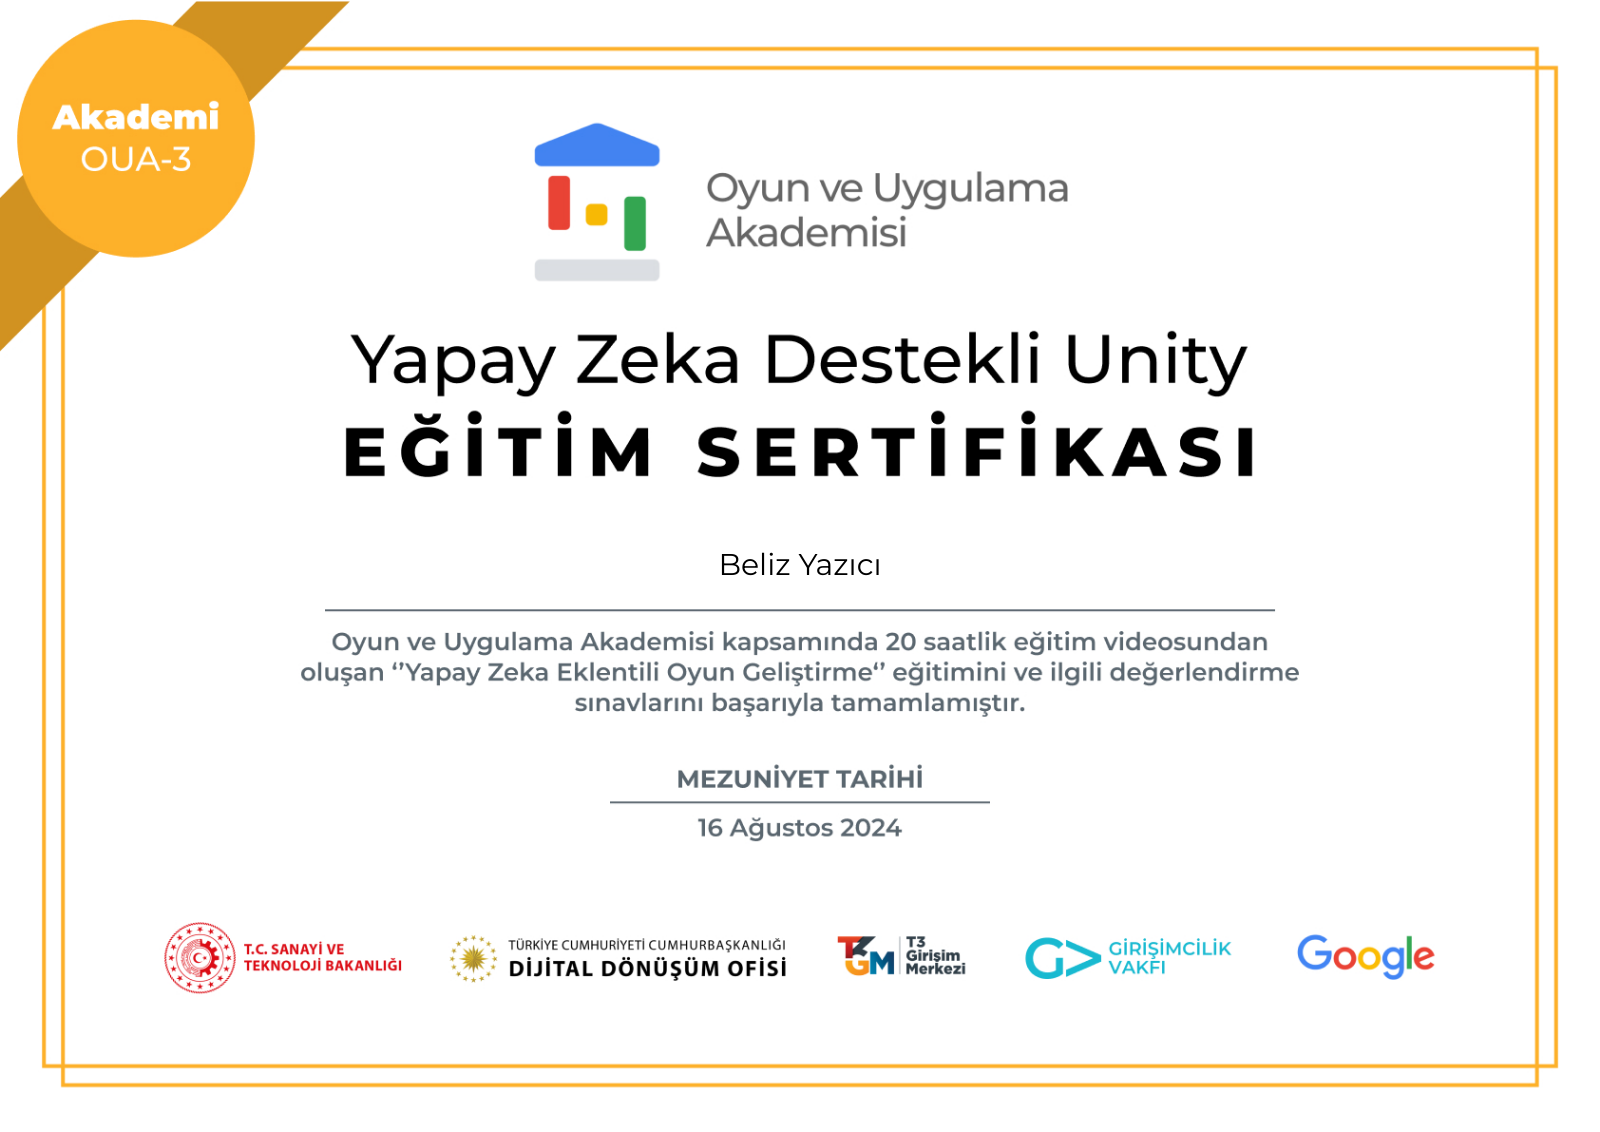 Akademi
OUA-3
Oyun ve Uygulama
Akademisi
Yapay Zeka Destekli Unity
EĞİTİM SERTİFİKASI
Beliz Yazıcı
Oyun ve Uygulama Akademisi kapsamında 20 saatlik eğitim videosundan
oluşan ‘’Yapay Zeka Eklentili Oyun Geliştirme‘’ eğitimini ve ilgili değerlendirme
sınavlarını başarıyla tamamlamıştır.
MEZUNİYET TARİHİ
16 Ağustos 2024
T.C. SANAYİ VE
TEKNOLOJİ BAKANLIĞI
TÜRKİYE CUMHURİYETİ CUMHURBAŞKANLIĞI
DİJİTAL DÖNÜŞÜM OFİSİ
T3GM
T3
Girişim
Merkezi
GİRİŞİMCİLİK
VAKFI
Google